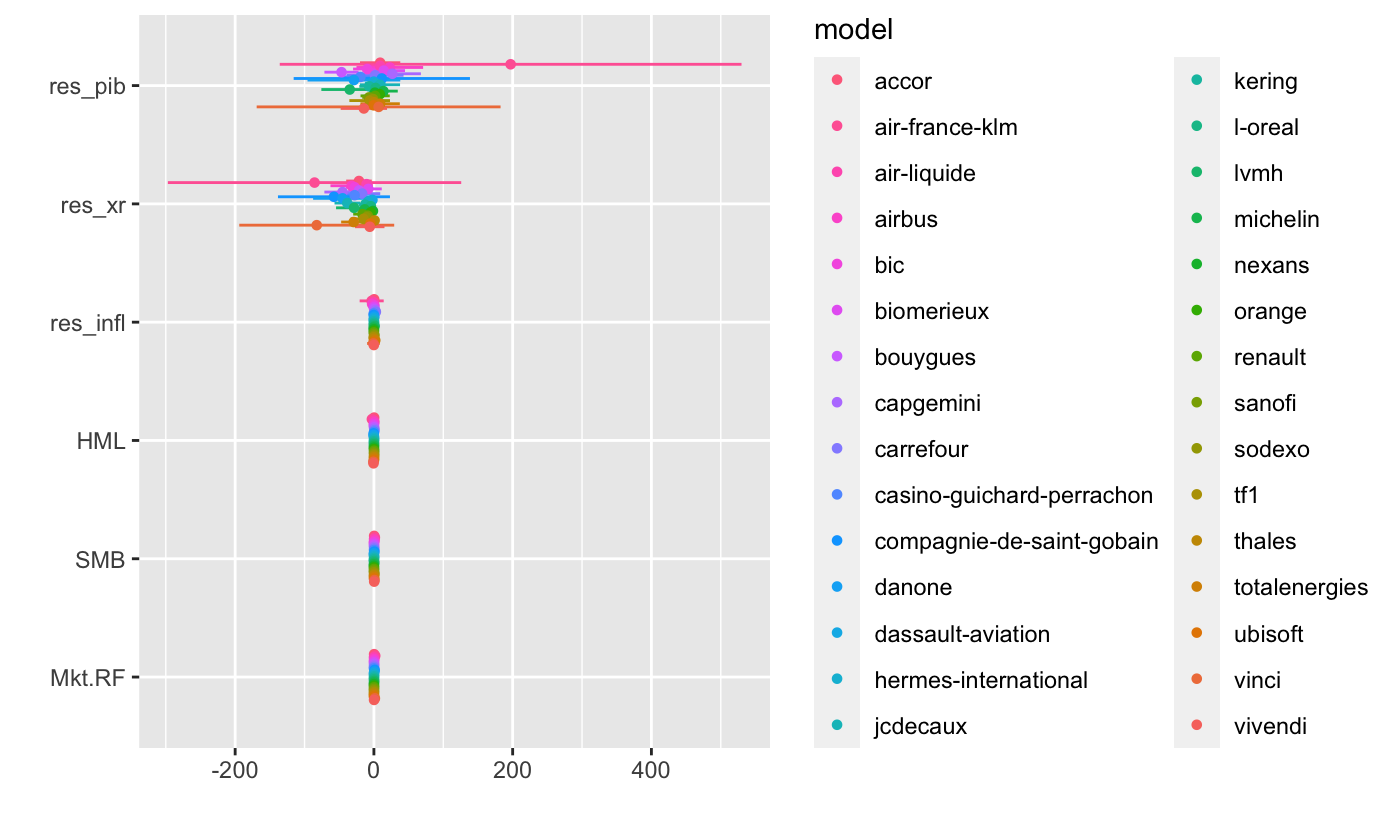 model
res_pib
res_xr
res_infl
HML
SMB
Mkt.RF
-200 0 200 400
accor
air-france-klm
air-liquide
airbus
bic
biomerieux
bouygues
capgemini
carrefour
casino-guichard-perrachon
compagnie-de-saint-gobain
danone
dassault-aviation
hermes-international
jcdecaux
kering
l-oreal
lvmh
michelin
nexans
orange
renault
sanofi
sodexo
tf1
thales
totalenergies
ubisoft
vinci
vivendi